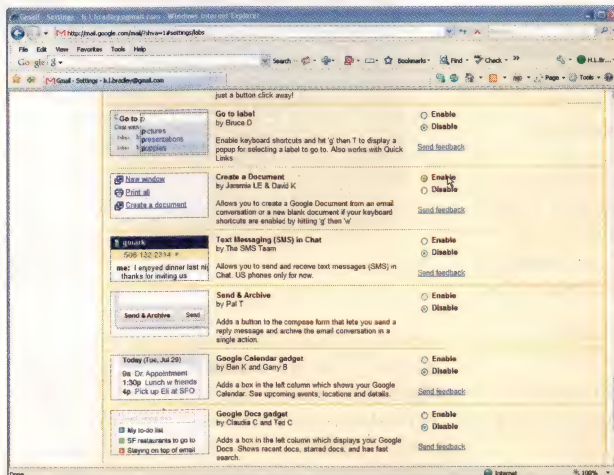 Gmail - Settings - h.l.bradley@gmail.com - Windows Internet Explorer
http://mail.google.com/mail/?shva=1#settings/labs
File Edit View Favorites Tools Help
Google Search Bookmarks Find Check
Gmail - Settings - h.l.bradley@gmail.com Page Tools
just a button click away!
Go to label
by Bruce D
Enable keyboard shortcuts and hit 'g' then 'l' to display a
popup for selecting a label to go to. Also works with Quick
Links.
Enable
Disable
Send feedback
Go to p
pictures
presentations
puppies
New window
Print all
Create a document
Create a Document
by Jeremie LE & David K
Allows you to create a Google Document from an email
conversation or a new blank document if your keyboard
shortcuts are enabled by hitting 'g' then 'w'
Enable
Disable
Send feedback
gmark
506 132 2314
me: I enjoyed dinner last nig
thanks for inviting us
Text Messaging (SMS) in Chat
by The SMS Team
Allows you to send and receive text messages (SMS) in
Chat. US phones only for now.
Enable
Disable
Send feedback
Send & Archive Send
Send & Archive
by Pal T
Adds a button to the compose form that lets you send a
reply message and archive the email conversation in a
single action.
Enable
Disable
Today (Tue, Jul 29)
9a Dr. Appointment
1:30p Lunch w friends
4p Pick up Eli at SFO
Google Calendar gadget
by Ben K and Garry B
Adds a box in the left column which shows your Google
Calendar. See upcoming events, locations and details.
Enable
Disable
Send feedback
My to-do list
SF restaurants to go to
Staying on top of email
Google Docs gadget
by Claudia C and Ted C
Adds a box in the left column which displays your Google
Docs. Shows recent docs, starred docs, and has fast
search.
Enable
Disable
Send feedback
Done Internet 100%